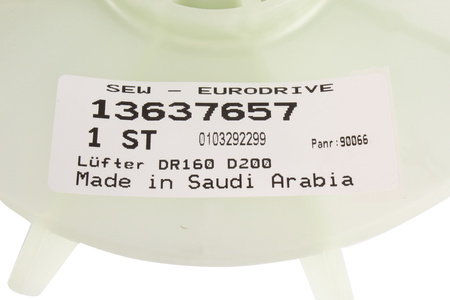 SEW - EURODRIVE
13637657
1 ST 0103292299 Panr:90066
Lüfter DR160 D200
Made in Saudi Arabia